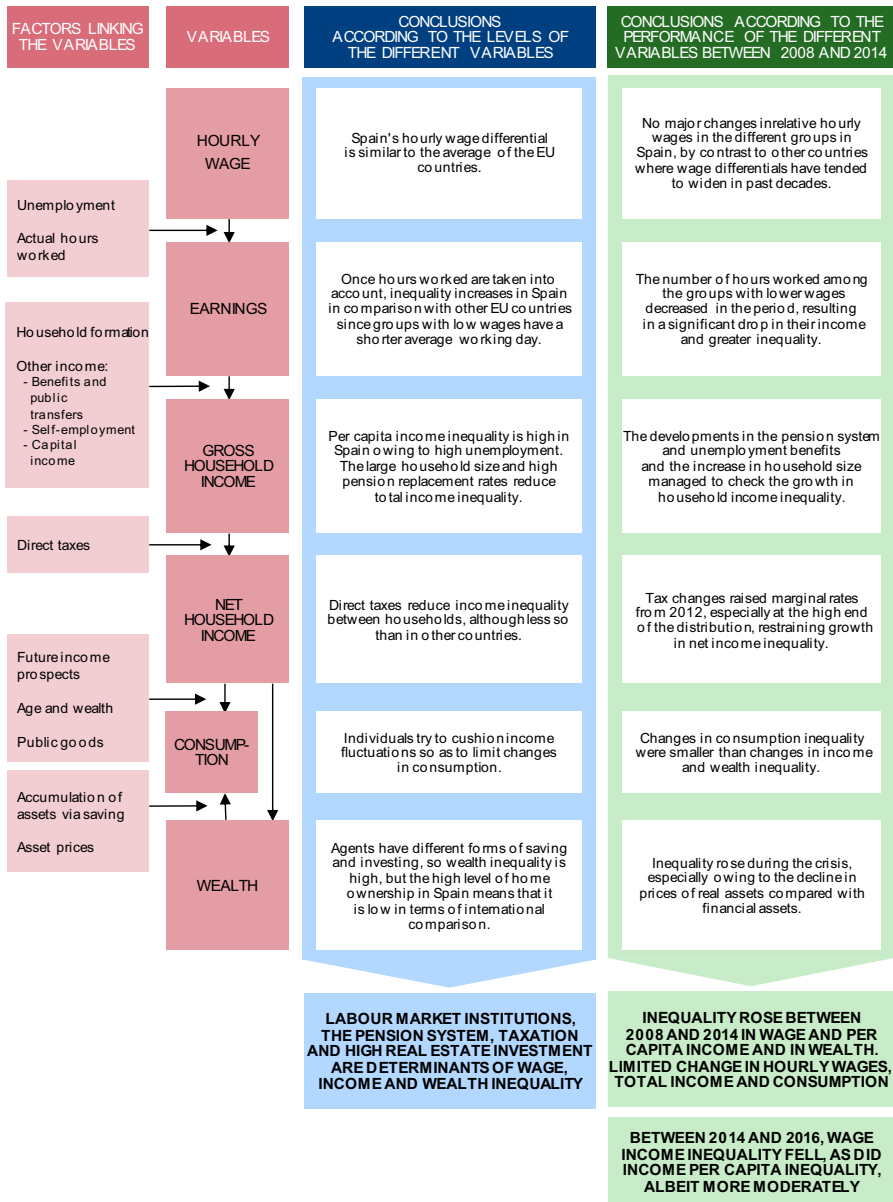 FACTORS LINKING
THE VARIABLES
VARIABLES
CONCLUSIONS
ACCORDING TO THE LEVELS OF
THE DIFFERENT VARIABLES
CONCLUSIONS ACCORDING TO THE
PERFORMANCE OF THE DIFFERENT
VARIABLES BETWEEN 2008 AND 2014
HOURLY
WAGE
Spain's hourly wage differential
is similar to the average of the EU
countries.
No major changes inrelative hourly
wages in the different groups in
Spain, by contrast to other countries
where wage differentials have tended
to widen in past decades.
Unemployment
Actual hours
worked
EARNINGS
Once hours worked are taken into
account, inequality increases in Spain
in comparison with other EU countries
since groups with low wages have a
shorter average working day.
The number of hours worked among
the groups with lower wages
decreased in the period, resulting
in a significant drop in their income
and greater inequality.
Household formation
Other income:
- Benefits and
public
transfers
- Self-employment
- Capital
income
GROSS
HOUSEHOLD
INCOME
Per capita income inequality is high in
Spain owing to high unemployment.
The large household size and high
pension replacement rates reduce
total income inequality.
The developments in the pension system
and unemployment benefits
and the increase in household size
managed to check the growth in
household income inequality.
Direct taxes
NET
HOUSEHOLD
INCOME
Direct taxes reduce income inequality
between households, although less so
than in other countries.
Tax changes raised marginal rates
from 2012, especially at the high end
of the distribution, restraining growth
in net income inequality.
Future income
prospects
Age and wealth
Public goods
CONSUMP-
TION
Individuals try to cushion income
fluctuations so as to limit changes
in consumption.
Changes in consumption inequality
were smaller than changes in income
and wealth inequality.
Accumulation of
assets via saving
Asset prices
WEALTH
Agents have different forms of saving
and investing, so wealth inequality is
high, but the high level of home
ownership in Spain means that it
is low in terms of international
comparison.
Inequality rose during the crisis,
especially owing to the decline in
prices of real assets compared with
financial assets.
LABOUR MARKET INSTITUTIONS,
THE PENSION SYSTEM, TAXATION
AND HIGH REAL ESTATE INVESTMENT
ARE DETERMINANTS OF WAGE,
INCOME AND WEALTH INEQUALITY
INEQUALITY ROSE BETWEEN
2008 AND 2014 IN WAGE AND PER
CAPITA INCOME AND IN WEALTH.
LIMITED CHANGE IN HOURLY WAGES,
TOTAL INCOME AND CONSUMPTION
BETWEEN 2014 AND 2016, WAGE
INCOME INEQUALITY FELL, AS DID
INCOME PER CAPITA INEQUALITY,
ALBEIT MORE MODERATELY